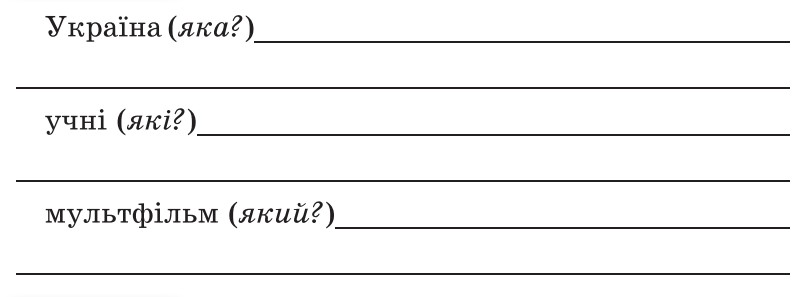 Україна (яка?)
учні (які?)
мультфільм (який?)